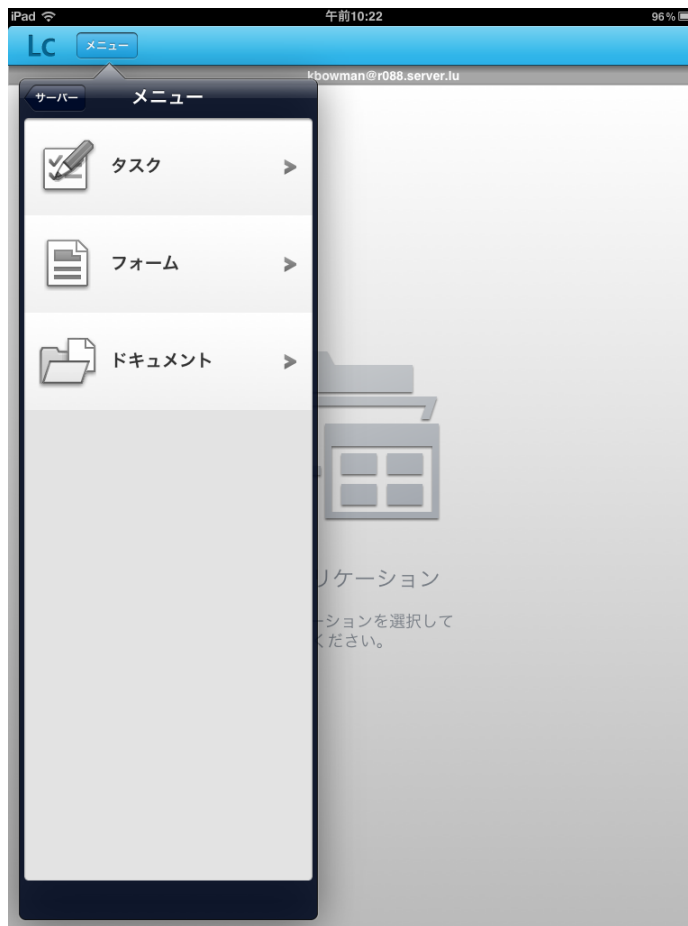 iPad 午前10:22 96%
Lc メニュー
kbowman@r088.server.lu
サーバー メニュー
タスク
フォーム
ドキュメント
リケーション
ーションを選択して
ください。